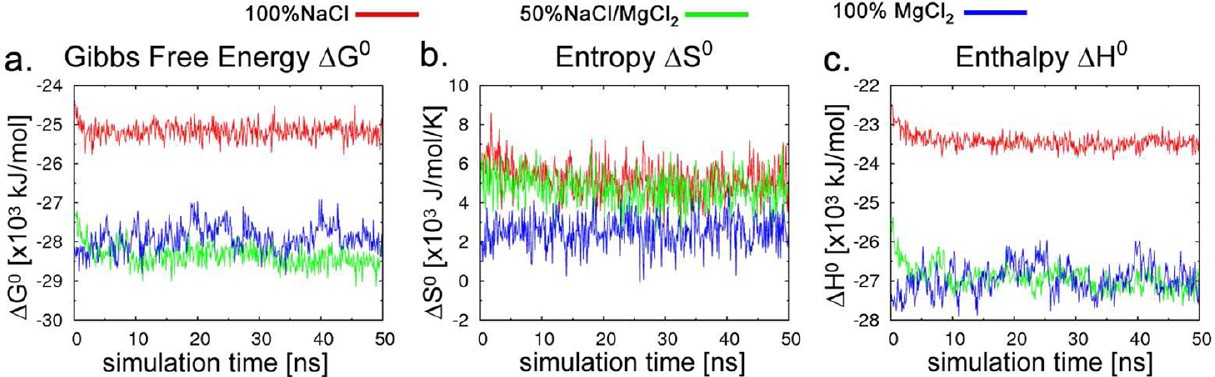 100%NaCl 50%NaCl/MgCl₂ 100% MgCl₂
a. Gibbs Free Energy ΔG⁰
ΔG⁰ [x10³ kJ/mol]
-24
-25
-26
-27
-28
-29
-30
0 10 20 30 40 50
simulation time [ns]
b. Entropy ΔS⁰
ΔS⁰ [x10³ J/mol/K]
10
8
6
4
2
0
-2
0 10 20 30 40 50
simulation time [ns]
c. Enthalpy ΔH⁰
ΔH⁰ [x10³ kJ/mol]
-22
-23
-24
-25
-26
-27
-28
0 10 20 30 40 50
simulation time [ns]